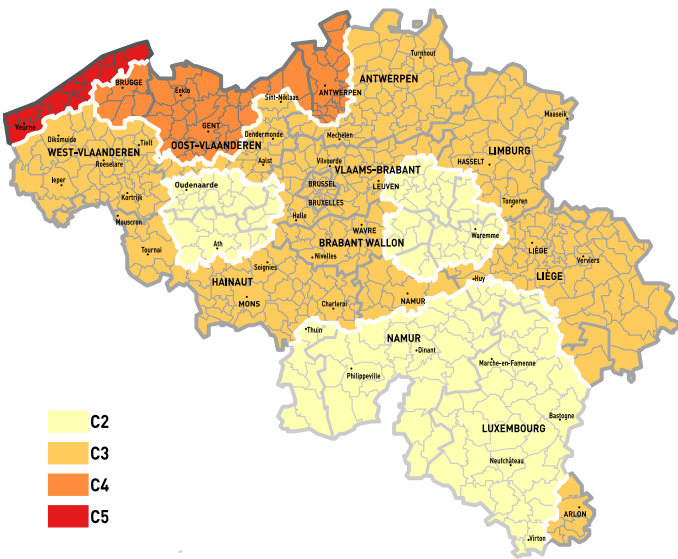 Turnhout
ANTWERPEN
BRUGGE
Eeklo
Sint-Niklaas
ANTWERPEN
Maaseik
Veurne
GENT
Diksmuide
Tielt
OOST-VLAANDEREN
Dendermonde
Mechelen
WEST-VLAANDEREN
Roeselare
Aalst
Vilvoorde
VLAAMS-BRABANT
HASSELT
LIMBURG
Ieper
Oudenaarde
BRUSSEL
LEUVEN
Kortrijk
BRUXELLES
Tongeren
Mouscron
Halle
WAVRE
Waremme
Ath
BRABANT WALLON
LIÈGE
Tournai
Nivelles
Verviers
Soignies
HAINAUT
Huy
LIÈGE
MONS
Charleroi
NAMUR
Thuin
NAMUR
Dinant
Marche-en-Famenne
Philippeville
Bastogne
LUXEMBOURG
Neufchâteau
ARLON
Virton
C2
C3
C4
C5